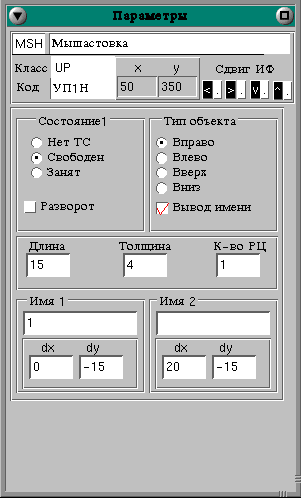 Параметры
MSH Мышастовка
Класс UP x y Сдвиг ИФ
Код УП1Н 50 350 < . > . v . ^ .
Состояние1 Тип объекта
Нет ТС Вправо
Свободен Влево
Занят Вверх
Вниз
Разворот Вывод имени
Длина Толщина К-во РЦ
15 4 1
Имя 1 Имя 2
1
dx dy dx dy
0 -15 20 -15